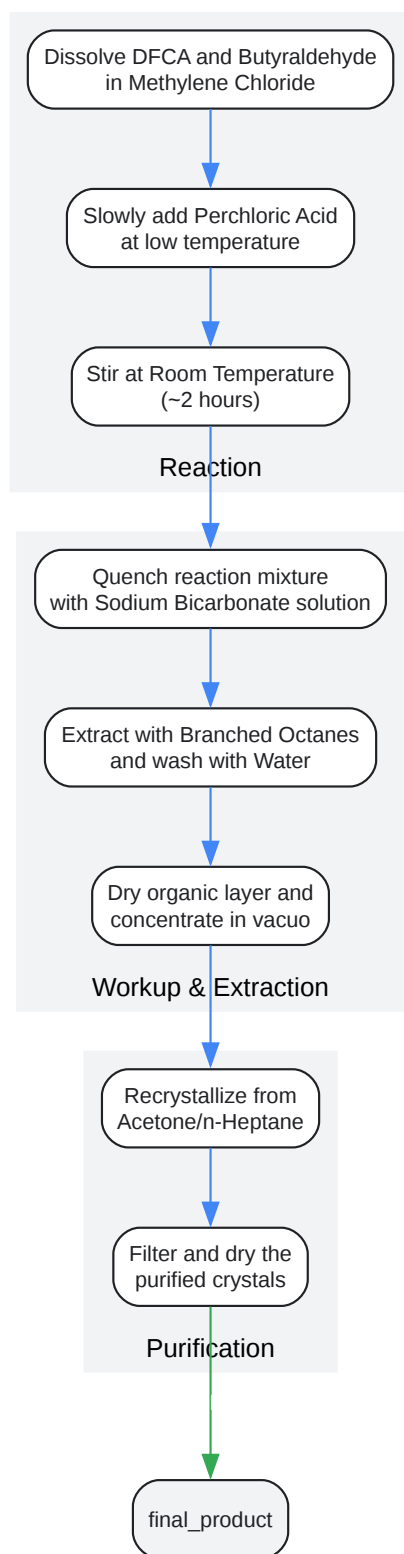 Dissolve DFCA and Butyraldehyde
in Methylene Chloride
Slowly add Perchloric Acid
at low temperature
Stir at Room Temperature
(~2 hours)
Reaction
Quench reaction mixture
with Sodium Bicarbonate solution
Extract with Branched Octanes
and wash with Water
Dry organic layer and
concentrate in vacuo
Workup & Extraction
Recrystallize from
Acetone/n-Heptane
Filter and dry the
purified crystals
Purification
final_product